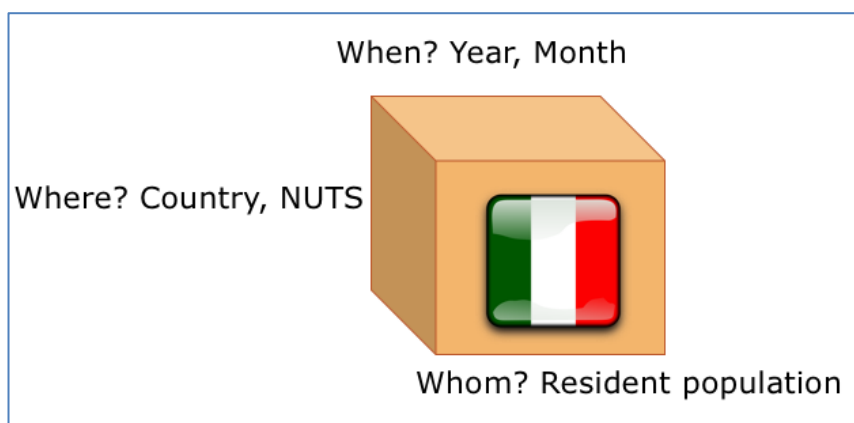 When? Year, Month
Where? Country, NUTS
Whom? Resident population